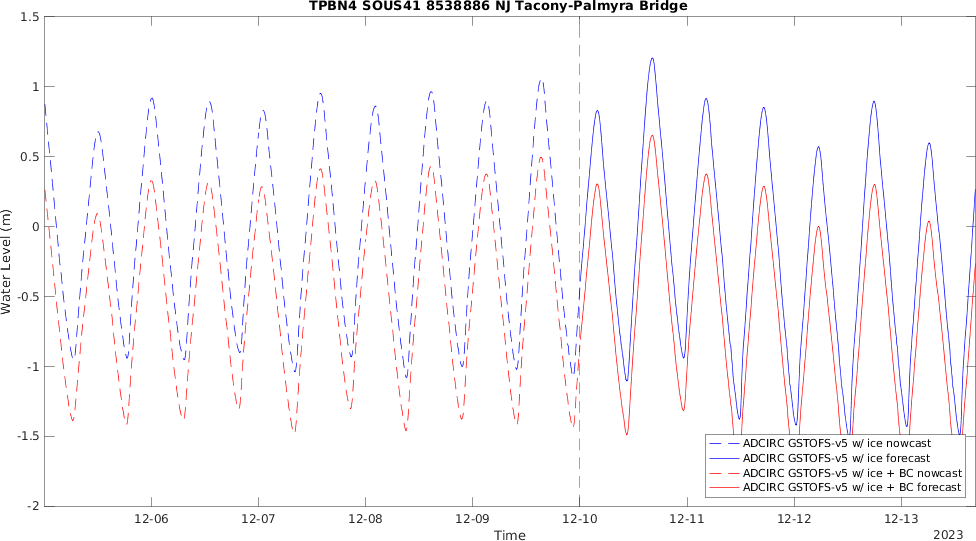 TPBN4 SOUS41 8538886 NJ Tacony-Palmyra Bridge
1.5
1
0.5
0
-0.5
-1
-1.5
-2
Water Level (m)
12-06 12-07 12-08 12-09 12-10 12-11 12-12 12-13
Time
2023
ADCIRC GSTOFS-v5 w/ ice nowcast
ADCIRC GSTOFS-v5 w/ ice forecast
ADCIRC GSTOFS-v5 w/ ice + BC nowcast
ADCIRC GSTOFS-v5 w/ ice + BC forecast